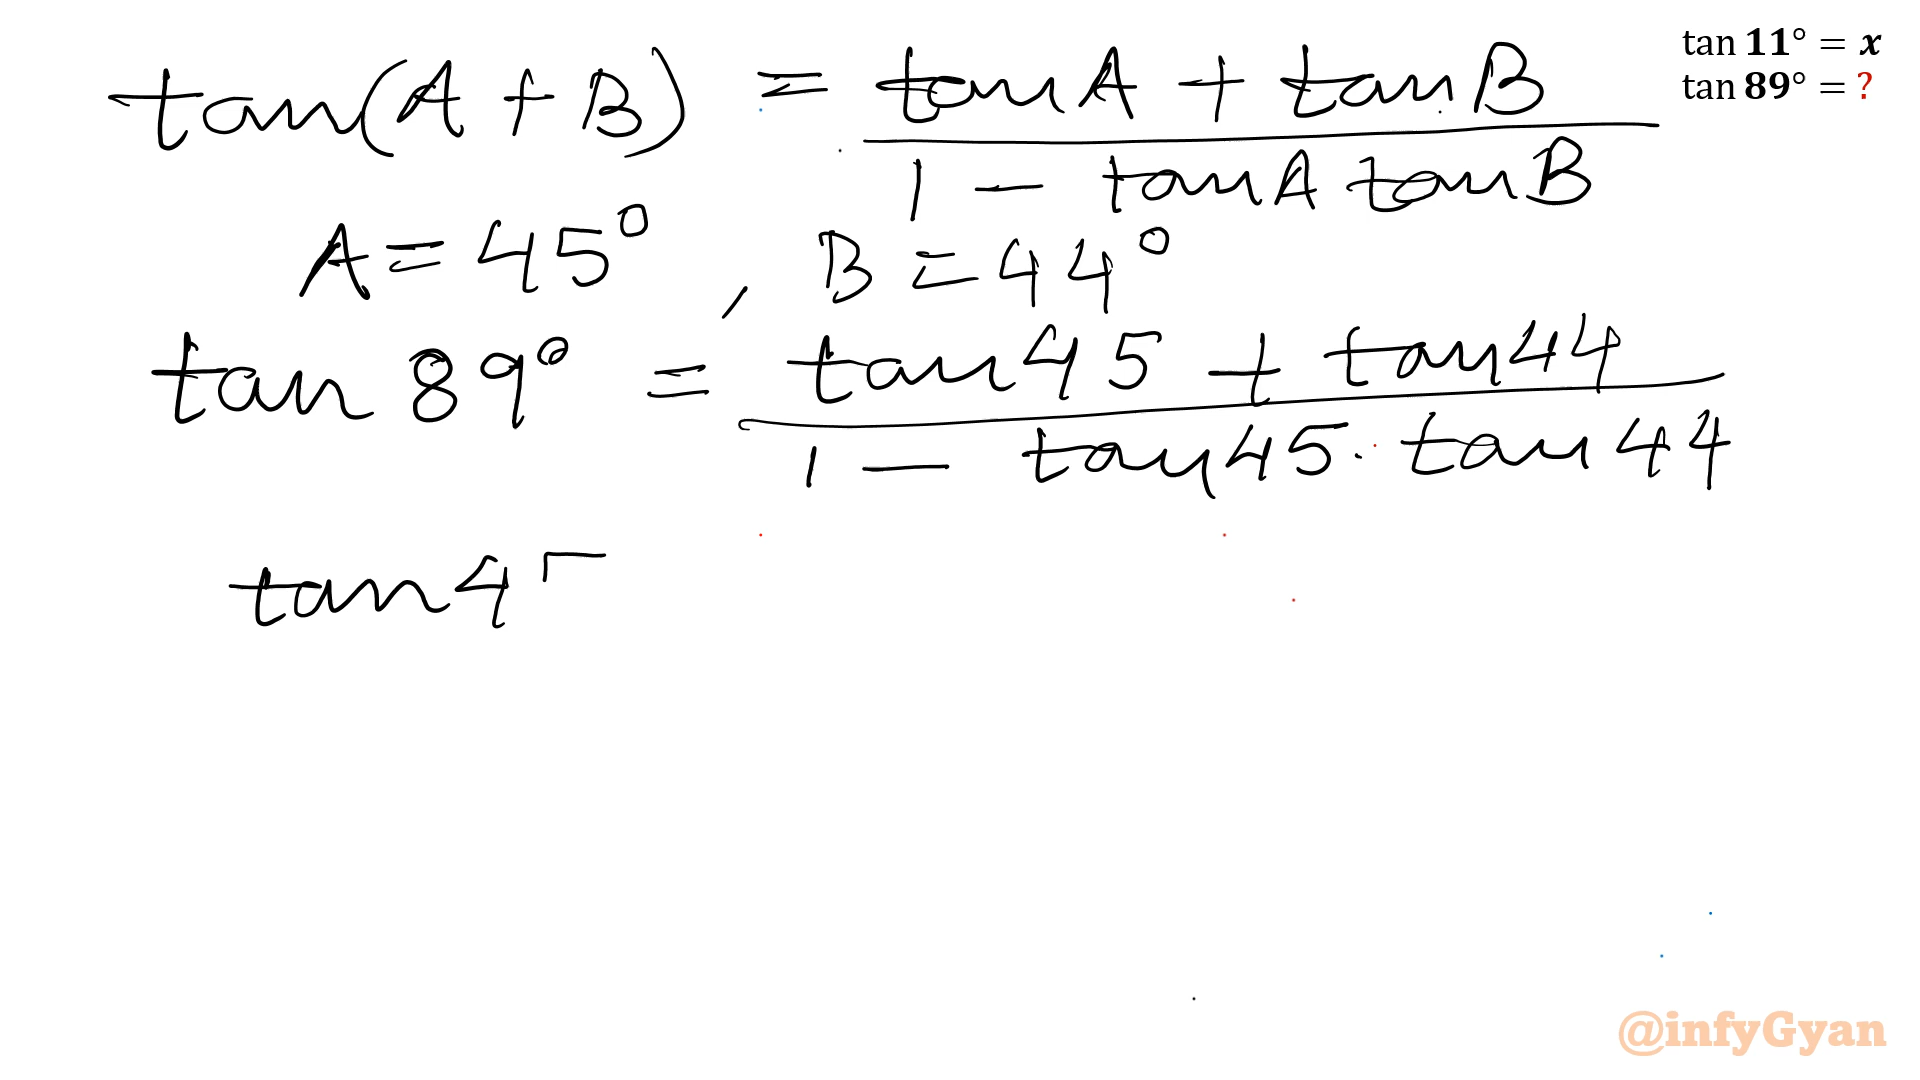 tan 11° = x
tan 89° = ?
tan(A + B) = tanA + tanB / 1 - tanA tanB
A = 45°, B = 44°
tan 89° = tan45 + tan44 / 1 - tan45 . tan44
tan4
@infyGyan